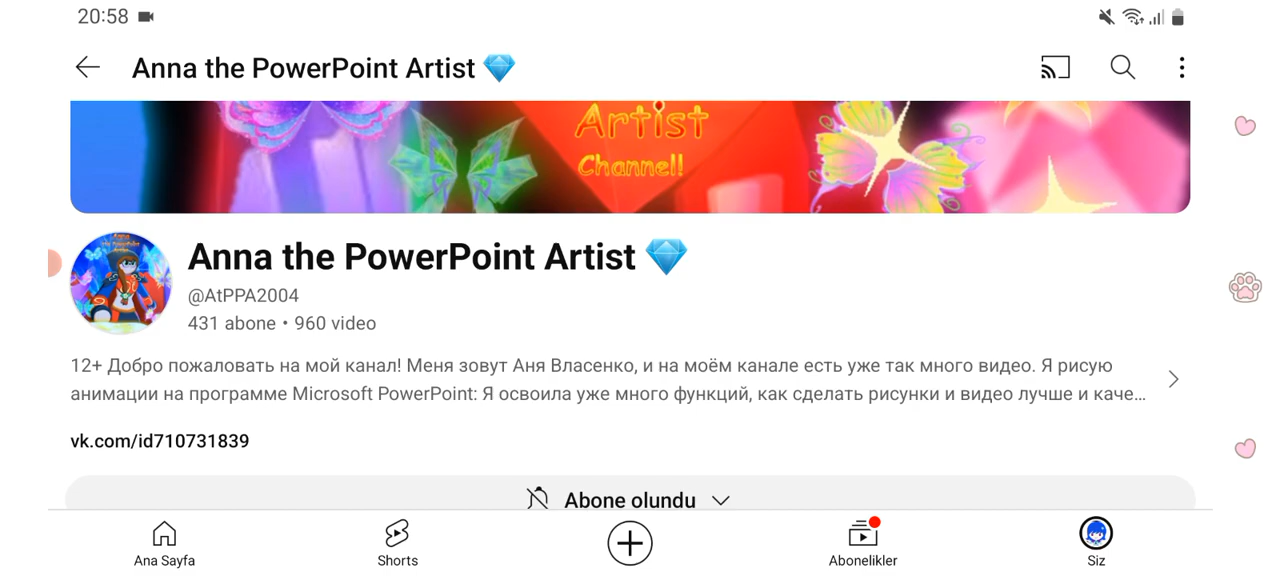 20:58
Anna the PowerPoint Artist 💎
Artist
Channel!
Anna the PowerPoint Artist 💎
@AtPPA2004
431 abone • 960 video
12+ Добро пожаловать на мой канал! Меня зовут Аня Власенко, и на моём канале есть уже так много видео. Я рисую
анимации на программе Microsoft PowerPoint: Я освоила уже много функций, как сделать рисунки и видео лучше и каче...
vk.com/id710731839
Abone olundu
Ana Sayfa
Shorts
Abonelikler
Siz